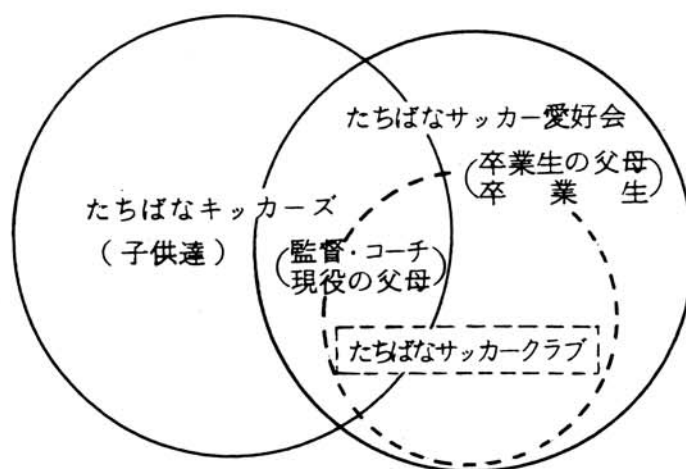 たちばなサッカー愛好会
(卒業生の父母
卒業生)
たちばなキッカーズ
(子供達)
(監督・コーチ
現役の父母)
たちばなサッカークラブ